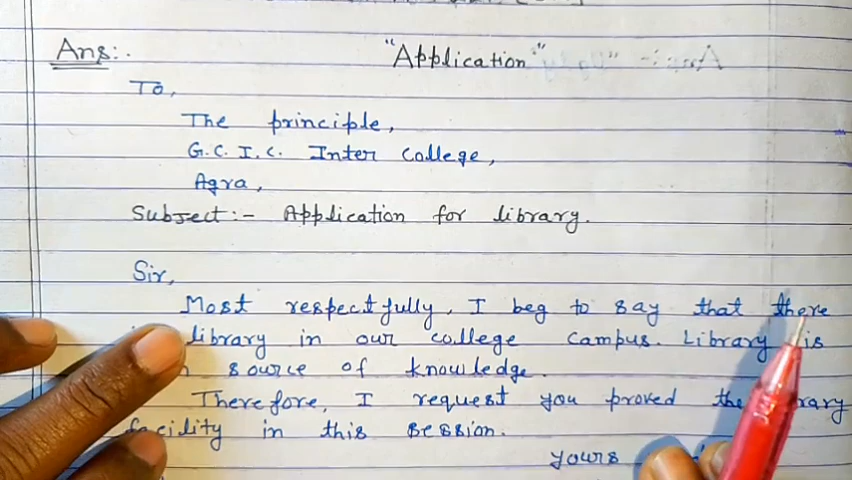 Ans:. "Application"
To,
The principle,
G.C.I.C. Inter College,
Agra,
Subject:- Application for library.
Sir,
Most respectfully, I beg to say that there
library in our college campus. Library is
source of knowledge.
Therefore, I request you proved the
facility in this session.
yours